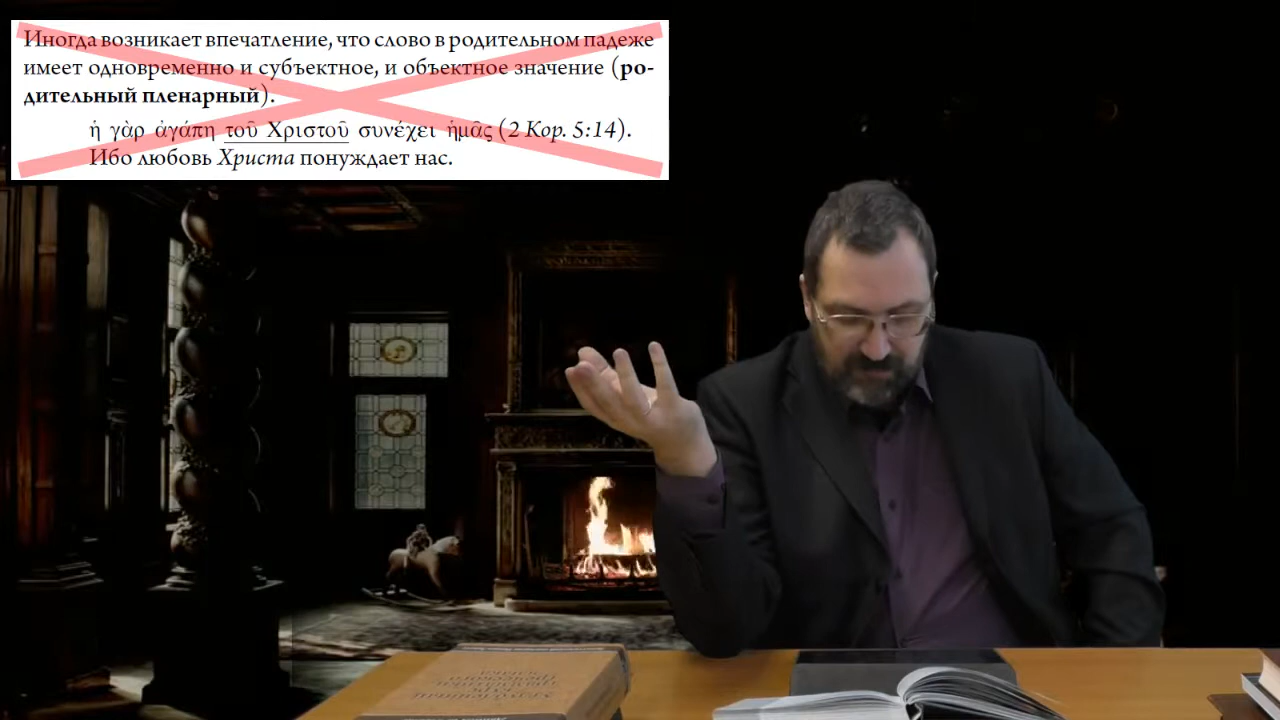 Иногда возникает впечатление, что слово в родительном падеже
имеет одновременно и субъектное, и объектное значение (ро-
дительный пленарный).
ἡ γὰρ ἀγάπη τοῦ Χριστοῦ συνέχει ἡμᾶς (2 Кор. 5:14).
Ибо любовь Христа понуждает нас.